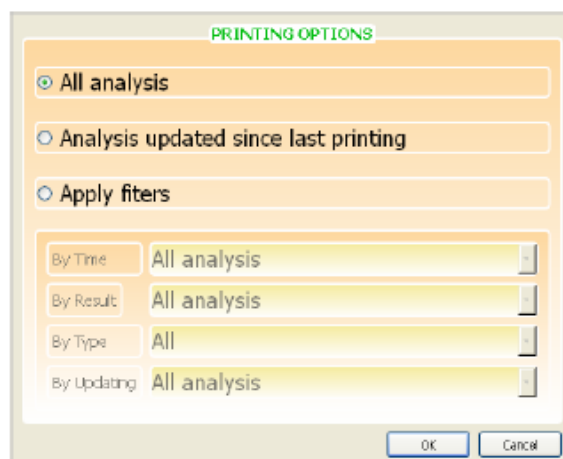 PRINTING OPTIONS
All analysis
Analysis updated since last printing
Apply fiters
By Time All analysis
By Result All analysis
By Type All
By Updating All analysis
OK Cancel